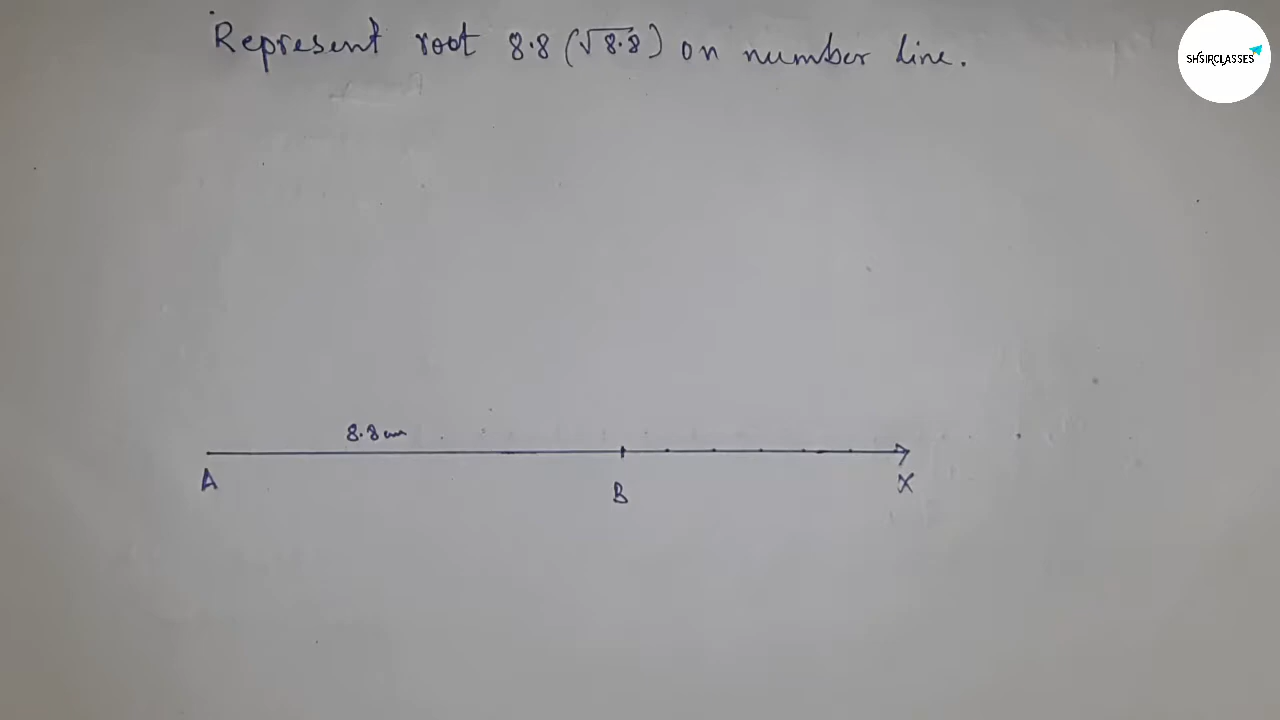 Represent root 8.8 (√8.8) on number line.
SHSIRCLASSES
8.8 cm
A
B
X